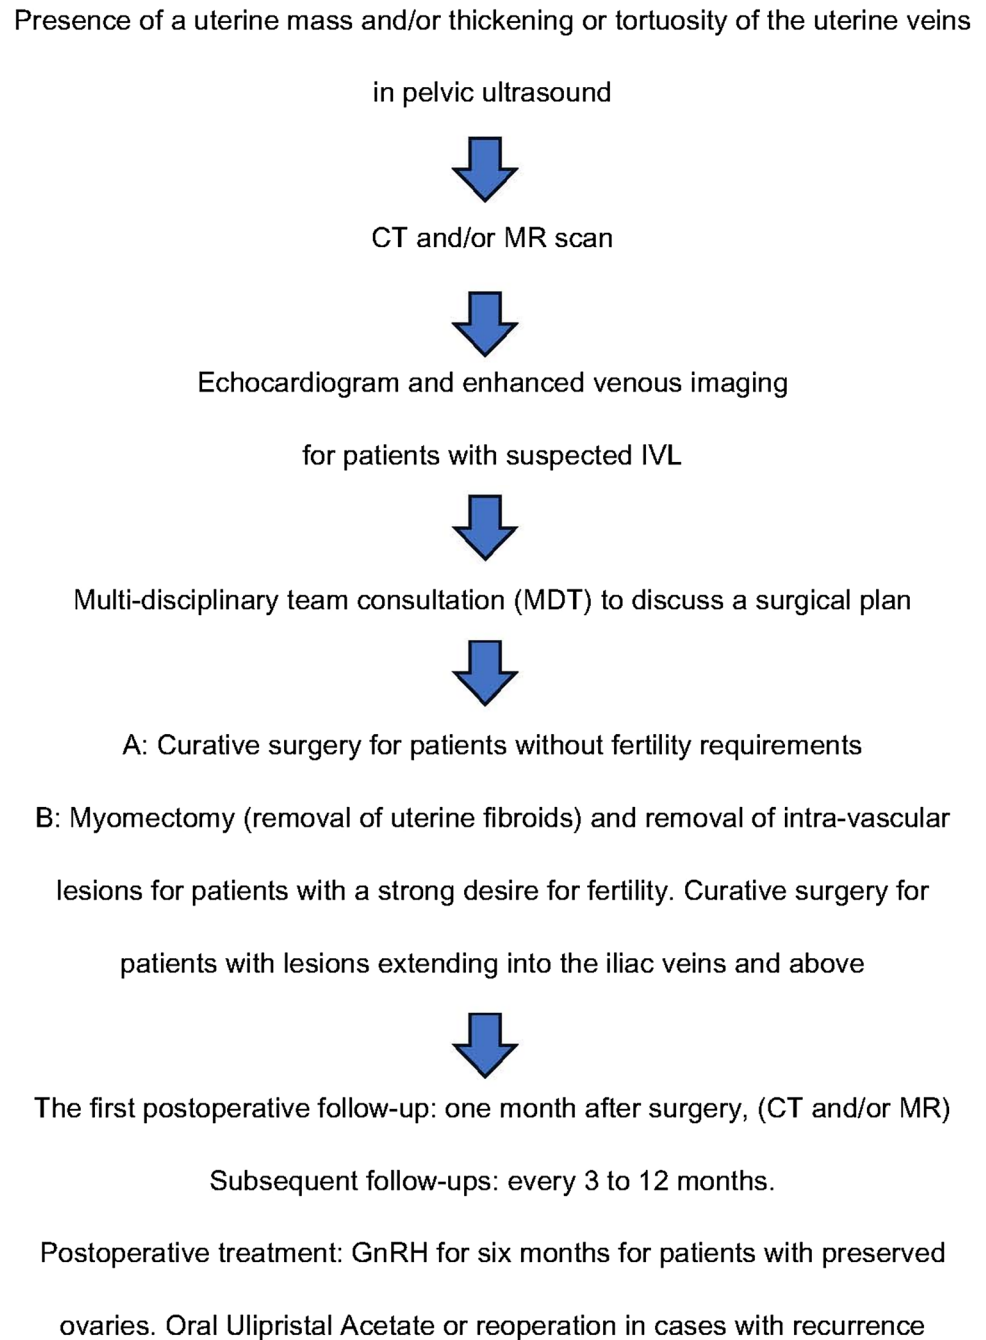 Presence of a uterine mass and/or thickening or tortuosity of the uterine veins
in pelvic ultrasound
CT and/or MR scan
Echocardiogram and enhanced venous imaging
for patients with suspected IVL
Multi-disciplinary team consultation (MDT) to discuss a surgical plan
A: Curative surgery for patients without fertility requirements
B: Myomectomy (removal of uterine fibroids) and removal of intra-vascular
lesions for patients with a strong desire for fertility. Curative surgery for
patients with lesions extending into the iliac veins and above
The first postoperative follow-up: one month after surgery, (CT and/or MR)
Subsequent follow-ups: every 3 to 12 months.
Postoperative treatment: GnRH for six months for patients with preserved
ovaries. Oral Ulipristal Acetate or reoperation in cases with recurrence